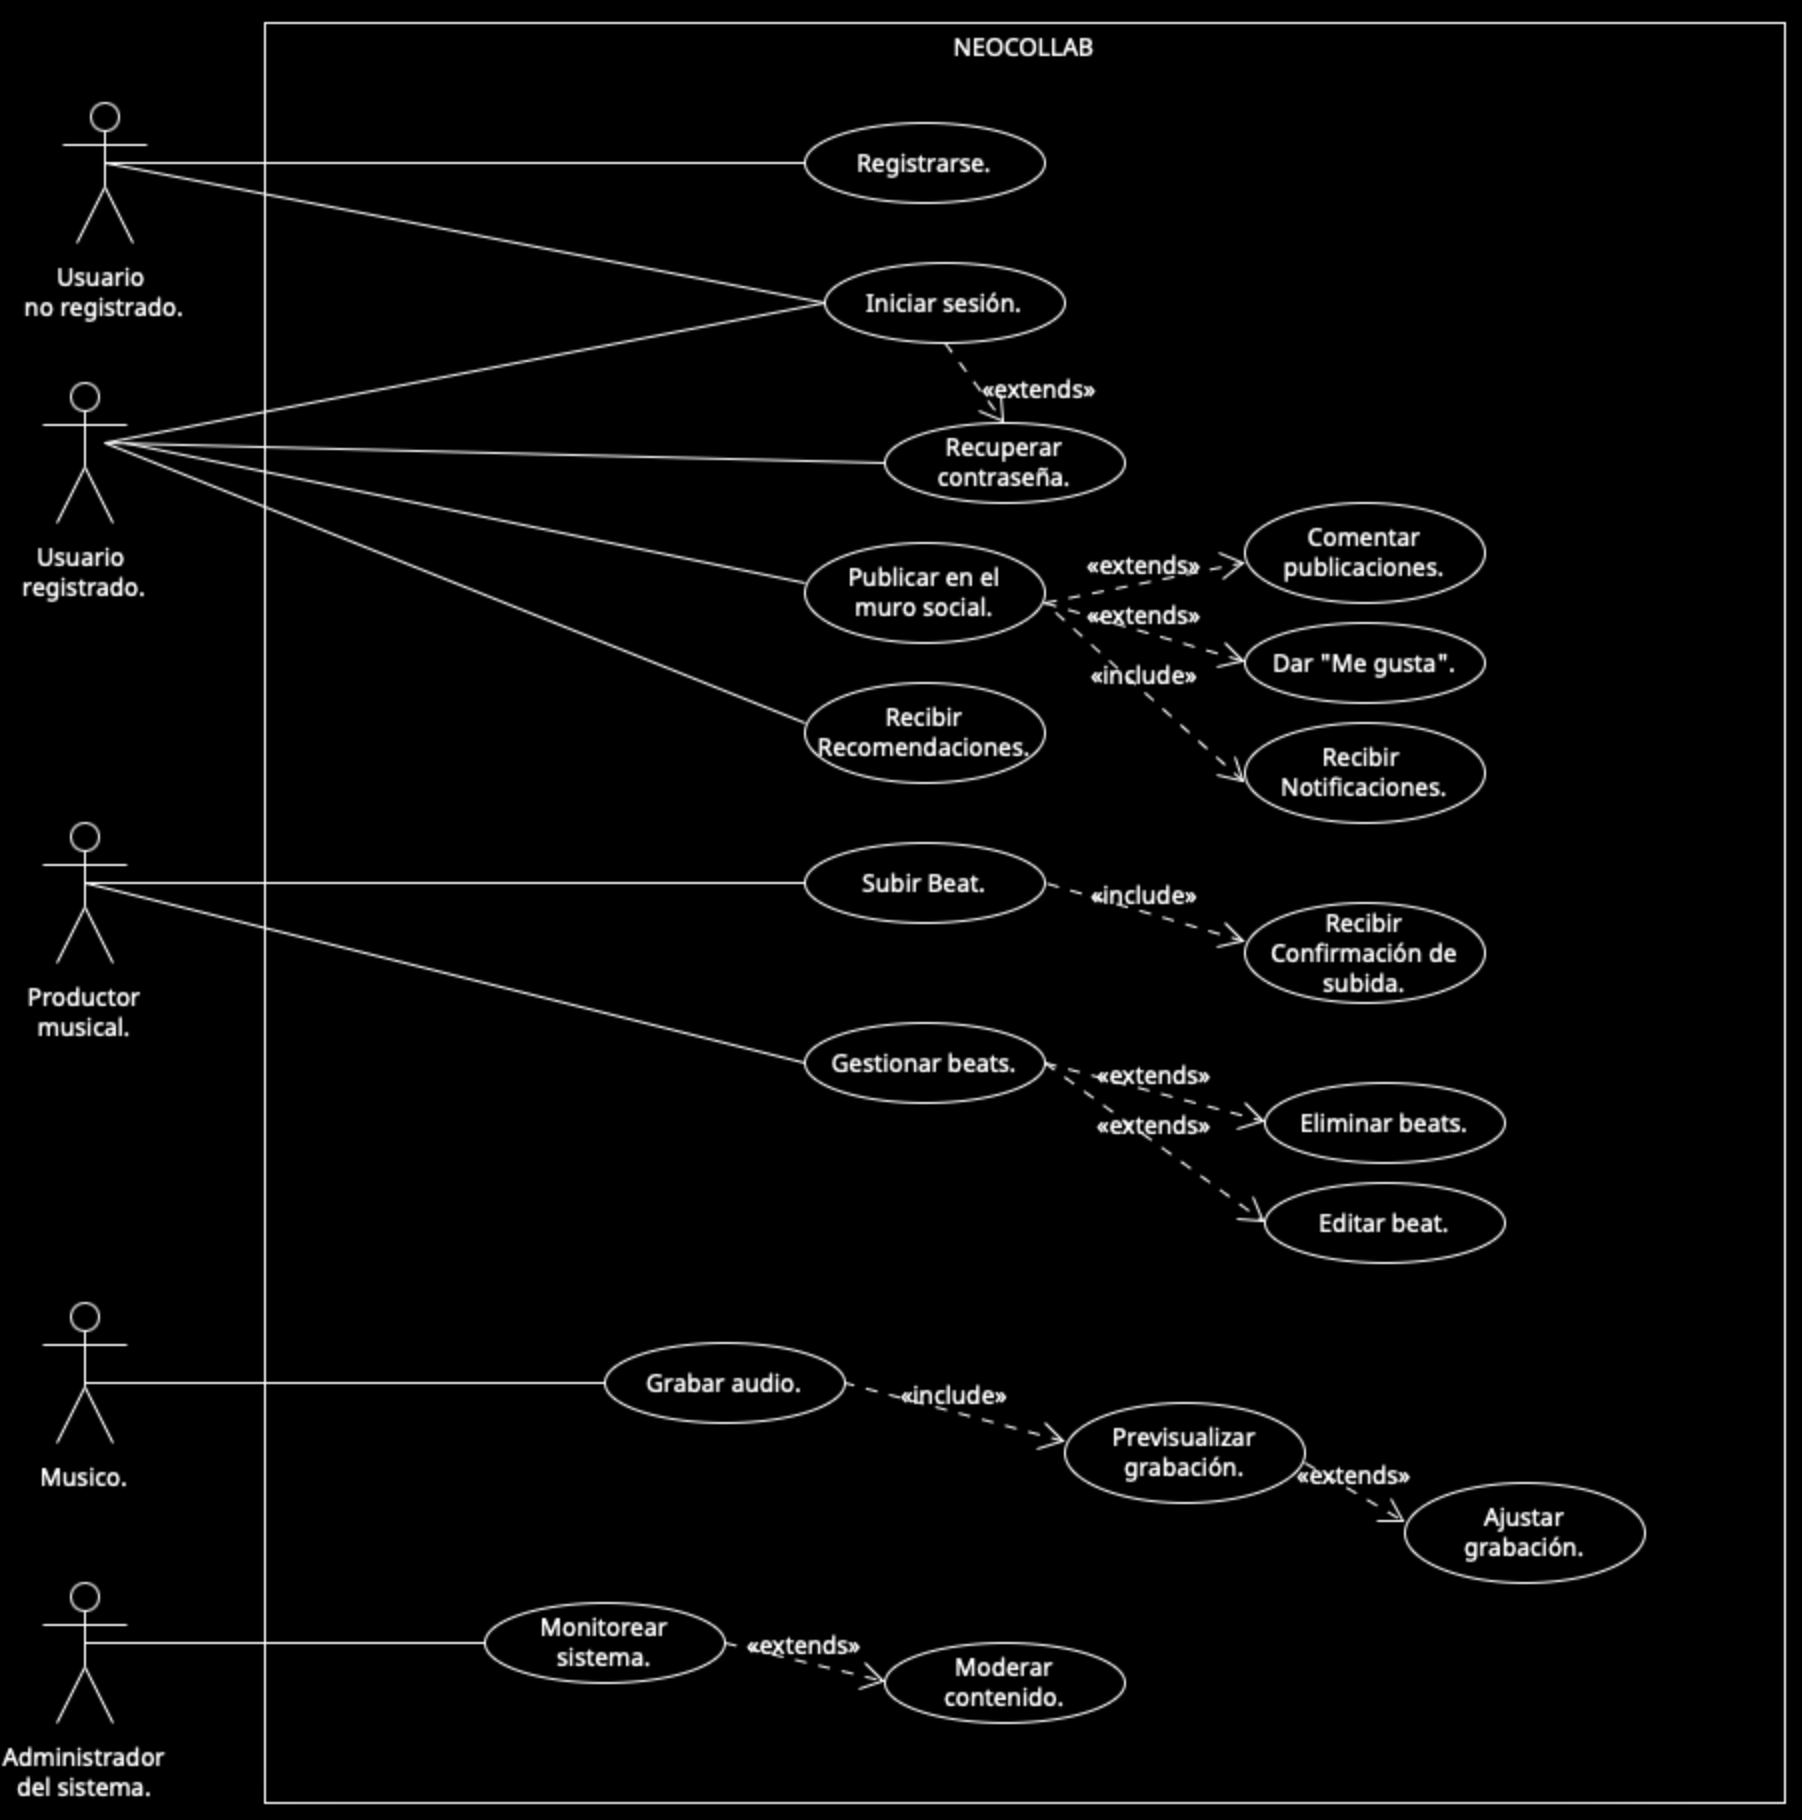 NEOCOLLAB
Registrarse.
Usuario
no registrado.
Iniciar sesión.
«extends»
Recuperar
contraseña.
Usuario
registrado.
Publicar en el
muro social.
«extends»
Comentar
publicaciones.
«extends»
Dar "Me gusta".
«include»
Recibir
Notificaciones.
Recibir
Recomendaciones.
Subir Beat.
«include»
Recibir
Confirmación de
subida.
Productor
musical.
Gestionar beats.
«extends»
Eliminar beats.
«extends»
Editar beat.
Grabar audio.
«include»
Previsualizar
grabación.
«extends»
Ajustar
grabación.
Musico.
Monitorear
sistema.
«extends»
Moderar
contenido.
Administrador
del sistema.